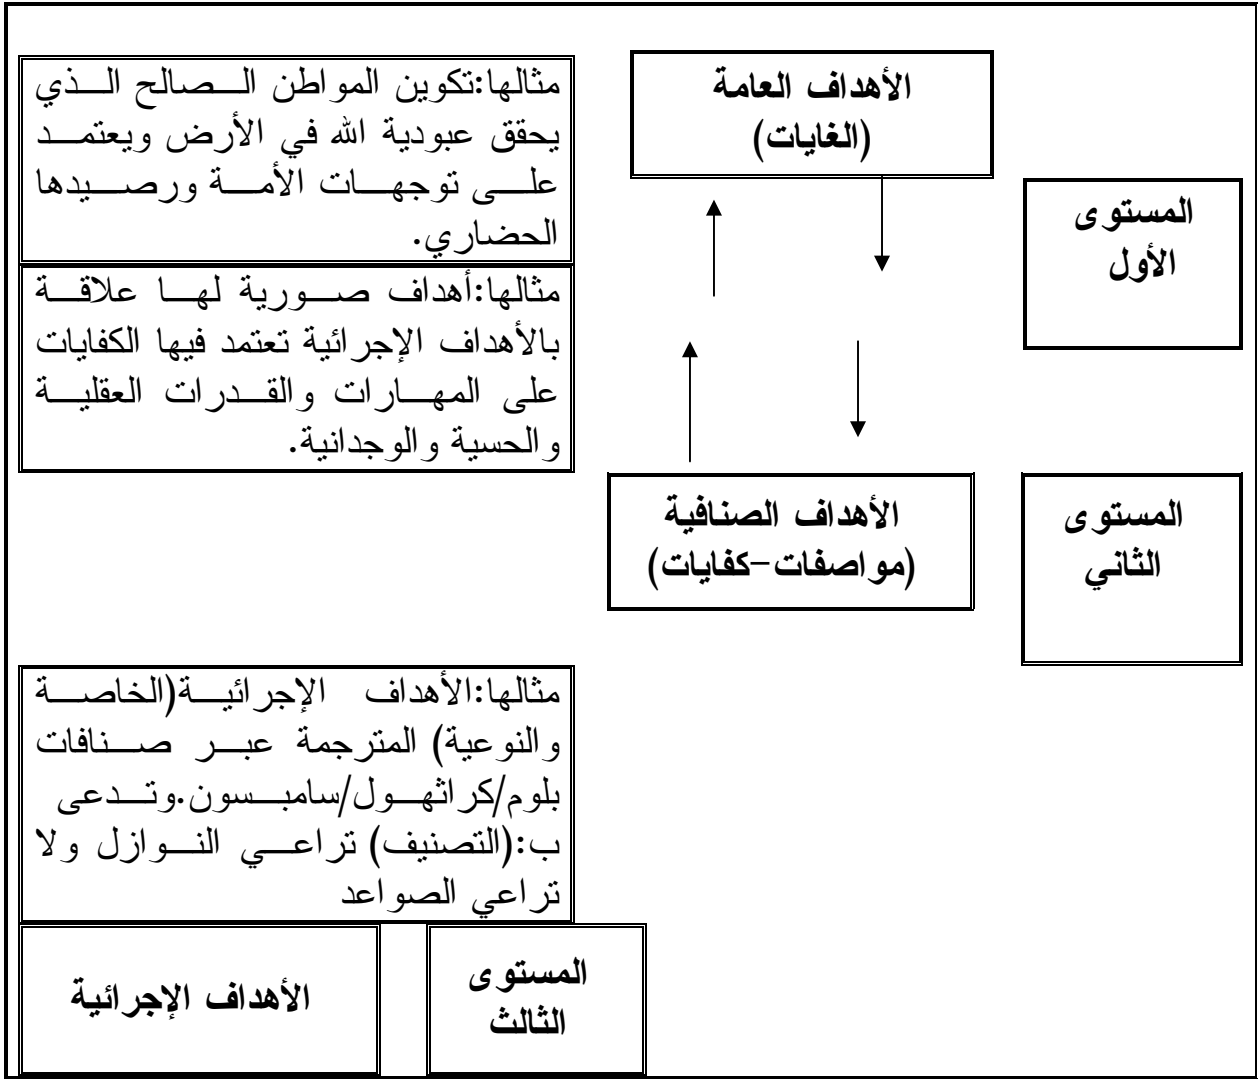 الأهداف العامة
(الغايات)
مثالها:تكوين المواطن الصالح الذي
يحقق عبودية الله في الأرض ويعتمد
على توجهات الأمة ورصيدها
الحضاري.
المستوى
الأول
مثالها:أهداف صورية لها علاقة
بالأهداف الإجرائية تعتمد فيها الكفايات
على المهارات والقدرات العقلية
والحسية والوجدانية.
المستوى
الثاني
الأهداف الصنافية
(مواصفات-كفايات)
مثالها:الأهداف الإجرائية(الخاصة
والنوعية) المترجمة عبر صنافات
بلوم/كراثهول/سامبسون.وتدعى
ب:(التصنيف) تراعي النوازل ولا
تراعي الصواعد
المستوى
الثالث
الأهداف الإجرائية